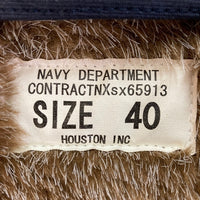 NAVY DEPARTMENT
CONTRACTNXsx65913
SIZE 40
HOUSTON INC